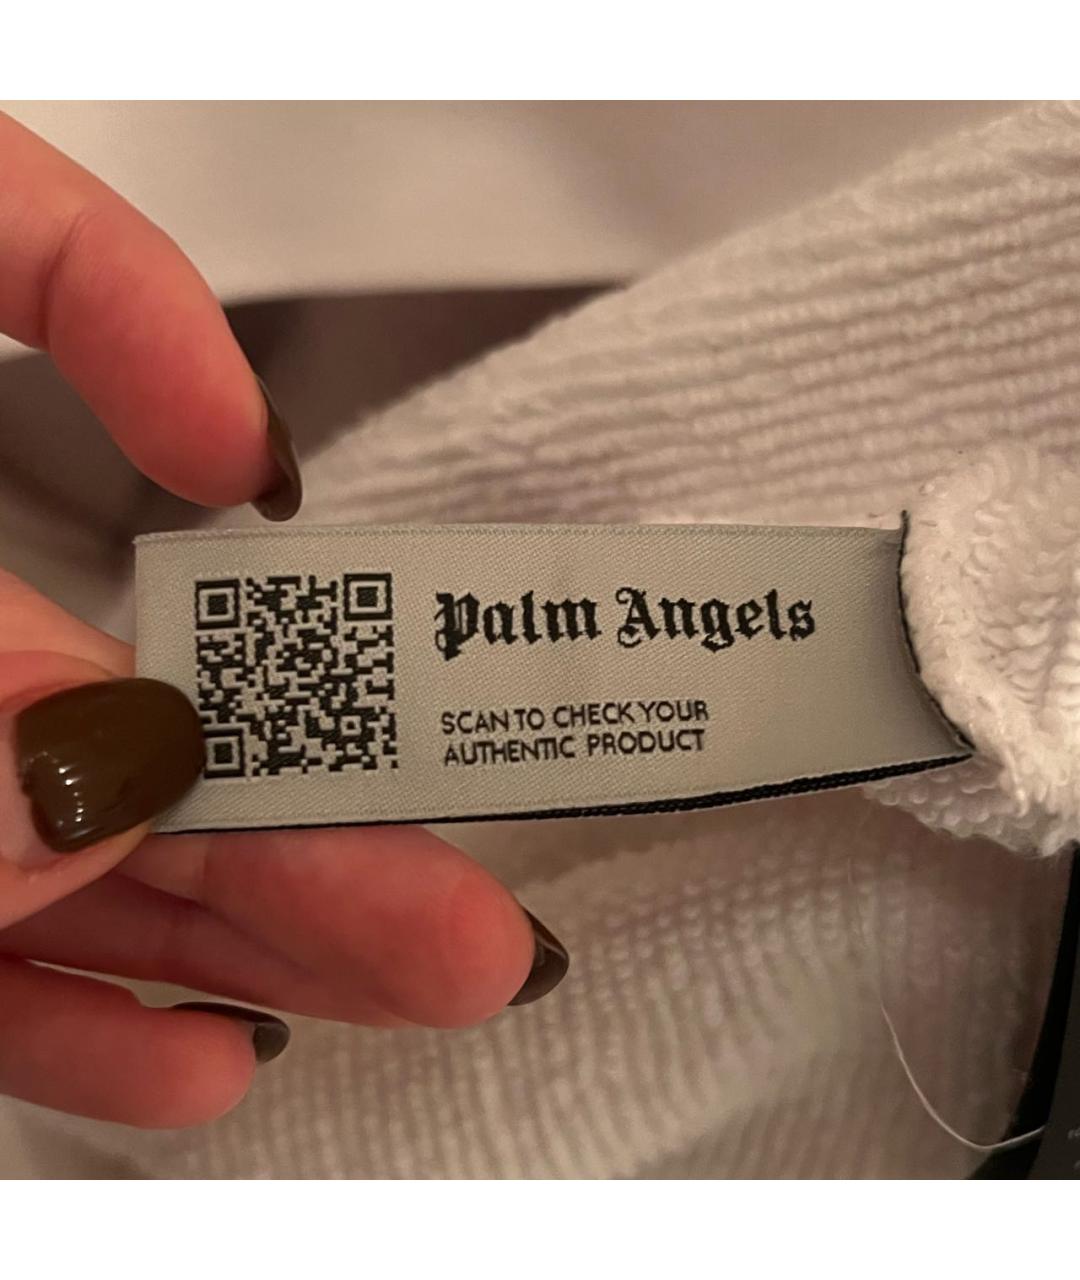 Palm Angels
SCAN TO CHECK YOUR
AUTHENTIC PRODUCT